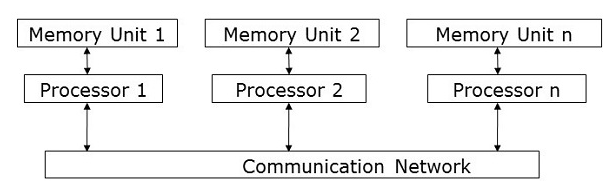 Memory Unit 1 Memory Unit 2 Memory Unit n
Processor 1 Processor 2 Processor n
Communication Network